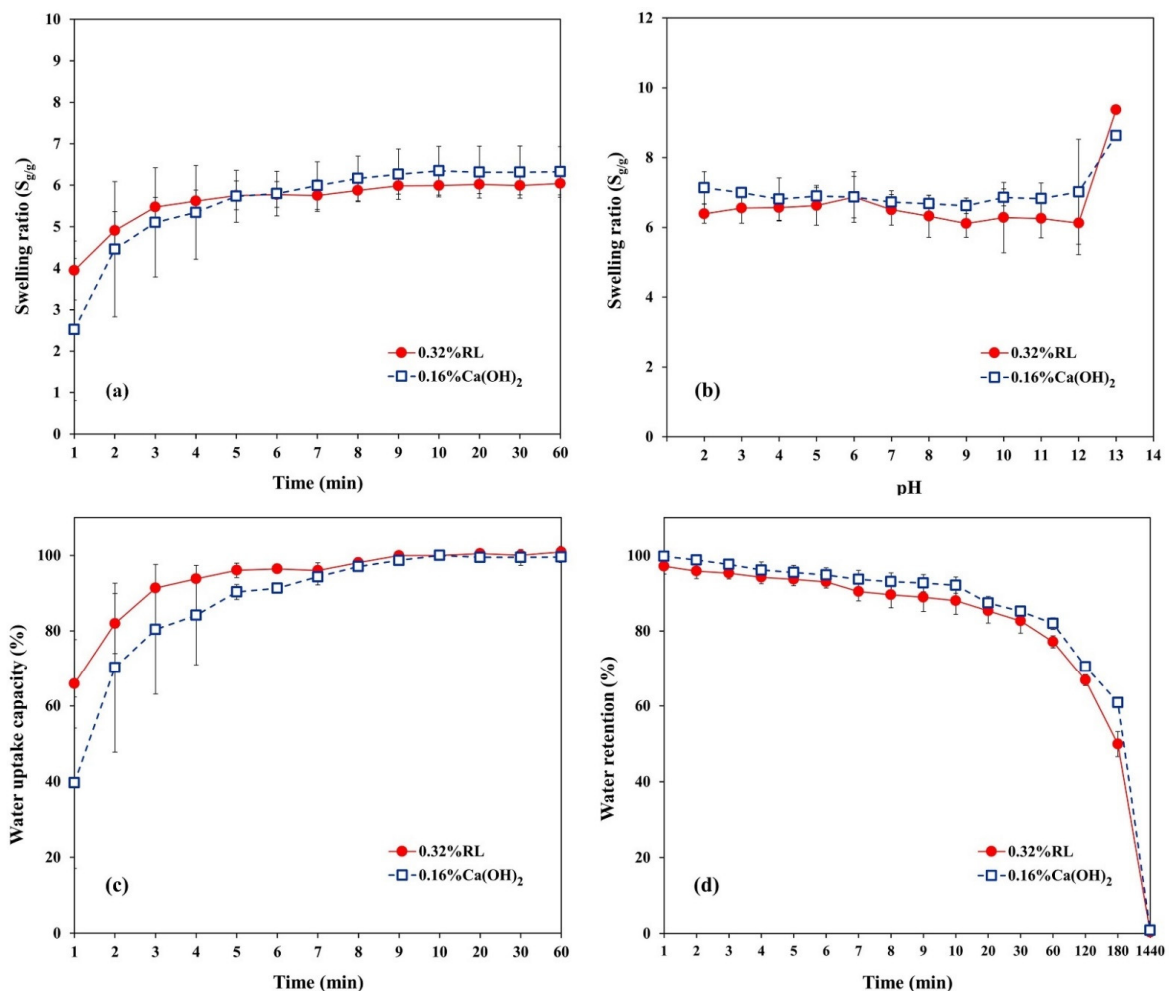 10
9
8
7
6
5
4
3
2
1
0
Swelling ratio (S g/g)
0.32%RL
0.16%Ca(OH)2
(a)
1 2 3 4 5 6 7 8 9 10 20 30 60
Time (min)
12
10
8
6
4
2
0
Swelling ratio (S g/g)
0.32%RL
0.16%Ca(OH)2
(b)
2 3 4 5 6 7 8 9 10 11 12 13 14
pH
100
80
60
40
20
0
Water uptake capacity (%)
0.32%RL
0.16%Ca(OH)2
(c)
1 2 3 4 5 6 7 8 9 10 20 30 60
Time (min)
100
80
60
40
20
0
Water retention (%)
0.32%RL
0.16%Ca(OH)2
(d)
1 2 3 4 5 6 7 8 9 10 20 30 60 120 180 1440
Time (min)